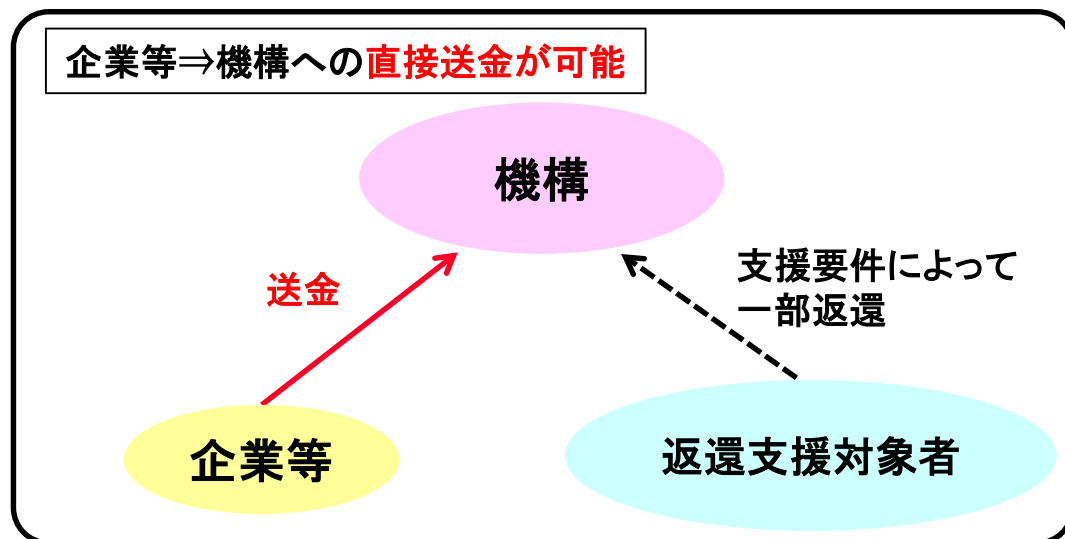 企業等⇒機構への直接送金が可能
機構
送金
支援要件によって
一部返還
企業等
返還支援対象者